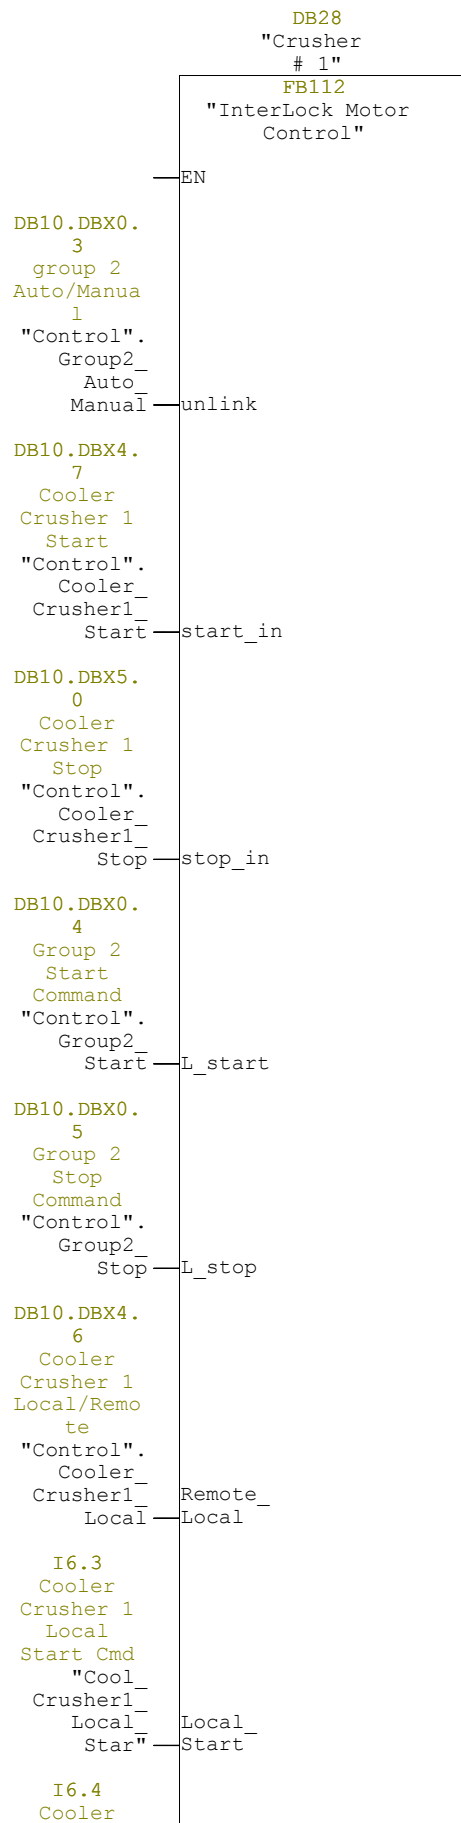 DB28
"Crusher
# 1"
FB112
"InterLock Motor
Control"
EN
DB10.DBX0.
3
group 2
Auto/Manua
l
"Control".
Group2_
Auto_
Manual unlink
DB10.DBX4.
7
Cooler
Crusher 1
Start
"Control".
Cooler_
Crusher1_
Start start_in
DB10.DBX5.
0
Cooler
Crusher 1
Stop
"Control".
Cooler_
Crusher1_
Stop stop_in
DB10.DBX0.
4
Group 2
Start
Command
"Control".
Group2_
Start L_start
DB10.DBX0.
5
Group 2
Stop
Command
"Control".
Group2_
Stop L_stop
DB10.DBX4.
6
Cooler
Crusher 1
Local/Remo
te
"Control".
Cooler_
Crusher1_ Remote_
Local Local
I6.3
Cooler
Crusher 1
Local
Start Cmd
"Cool_
Crusher1_
Local_ Local_
Star" Start
I6.4
Cooler